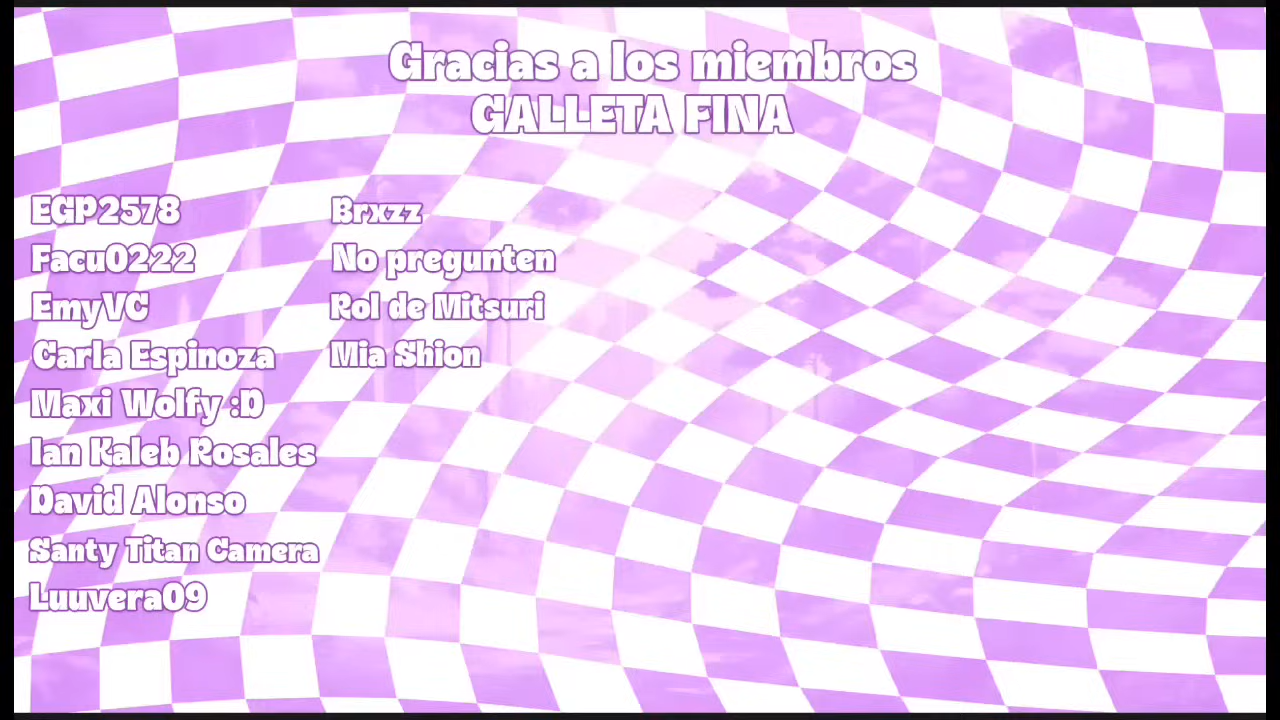 Gracias a los miembros
GALLETA FINA
EGP2578
Facu0222
EmyVC
Carla Espinoza
Maxi Wolfy :D
Ian Kaleb Rosales
David Alonso
Santy Titan Camera
Luuvera09
Brxzz
No pregunten
Rol de Mitsuri
Mia Shion